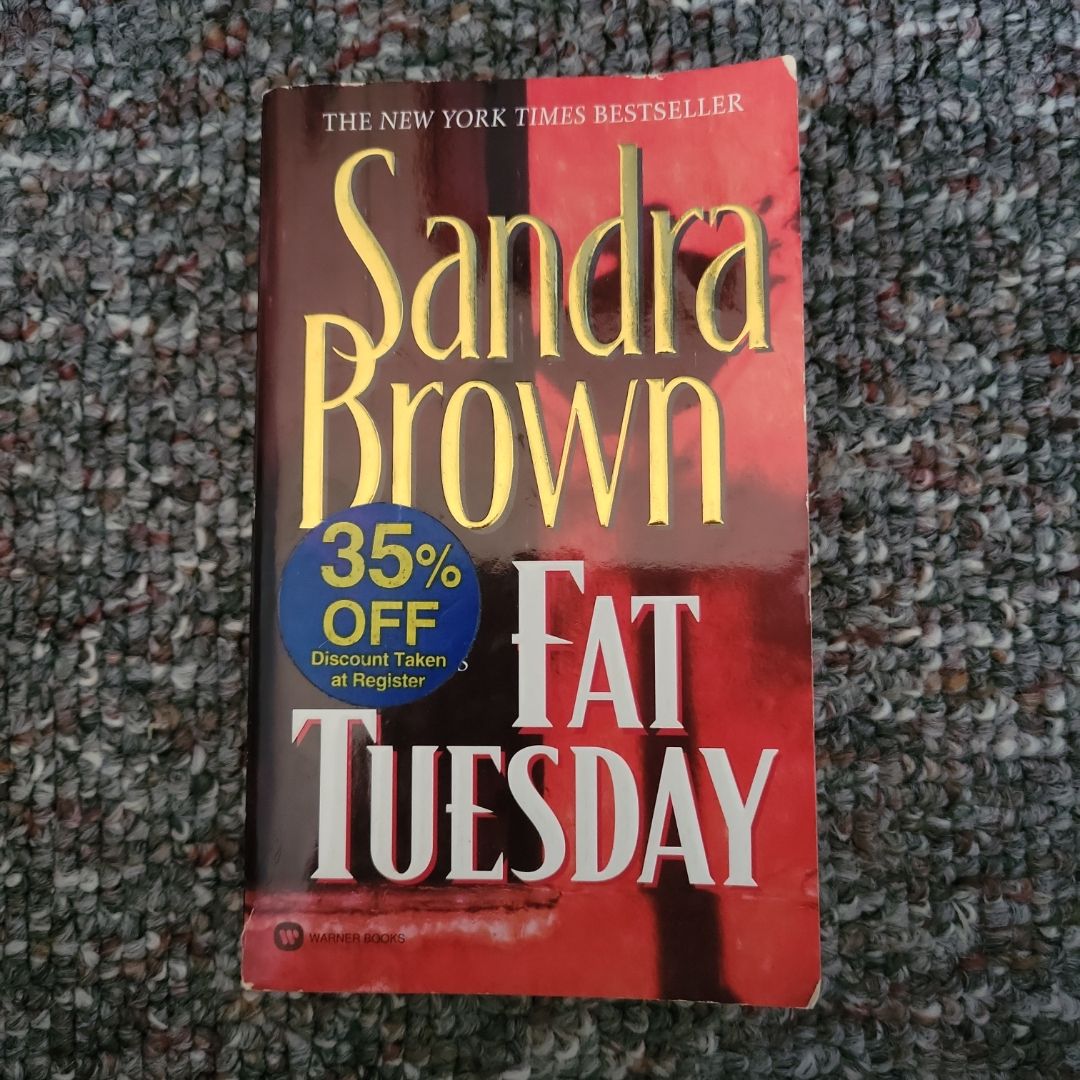 THE NEW YORK TIMES BESTSELLER
Sandra
Brown
35%
OFF
Discount Taken
at Register
FAT
TUESDAY
WARNER BOOKS